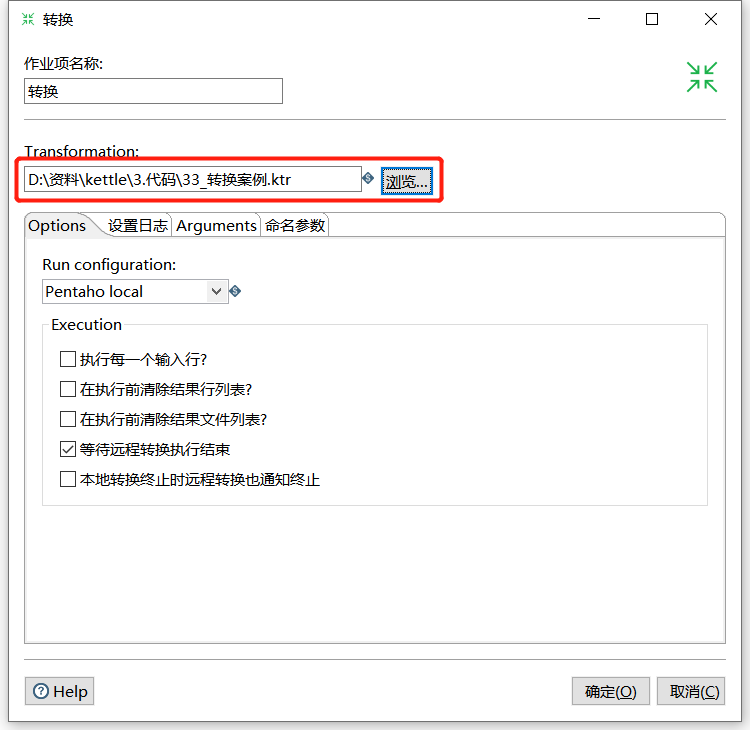 转换
作业项名称:
转换
Transformation:
D:\资料\kettle\3.代码\33_转换案例.ktr
浏览...
Options 设置日志 Arguments 命名参数
Run configuration:
Pentaho local
Execution
执行每一个输入行?
在执行前清除结果行列表?
在执行前清除结果文件列表?
等待远程转换执行结束
本地转换终止时远程转换也通知终止
Help 确定(O) 取消(C)